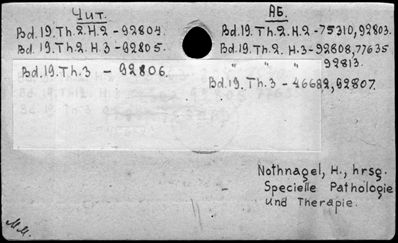 Чит. АБ.
Bd.19.Th.2.H.2-92804. Bd.19.Th.2.H.2-75310,92803.
Bd.19.Th.2.H.3-92805. Bd.19.Th.2.H.3-92808,77635
" " " 92813.
Bd.19.Th.3 - 92806. Bd.19.Th.3 - 46682,92807.
Nothnagel, H., hrsg.
Specielle Pathologie
und Therapie.
М.М.